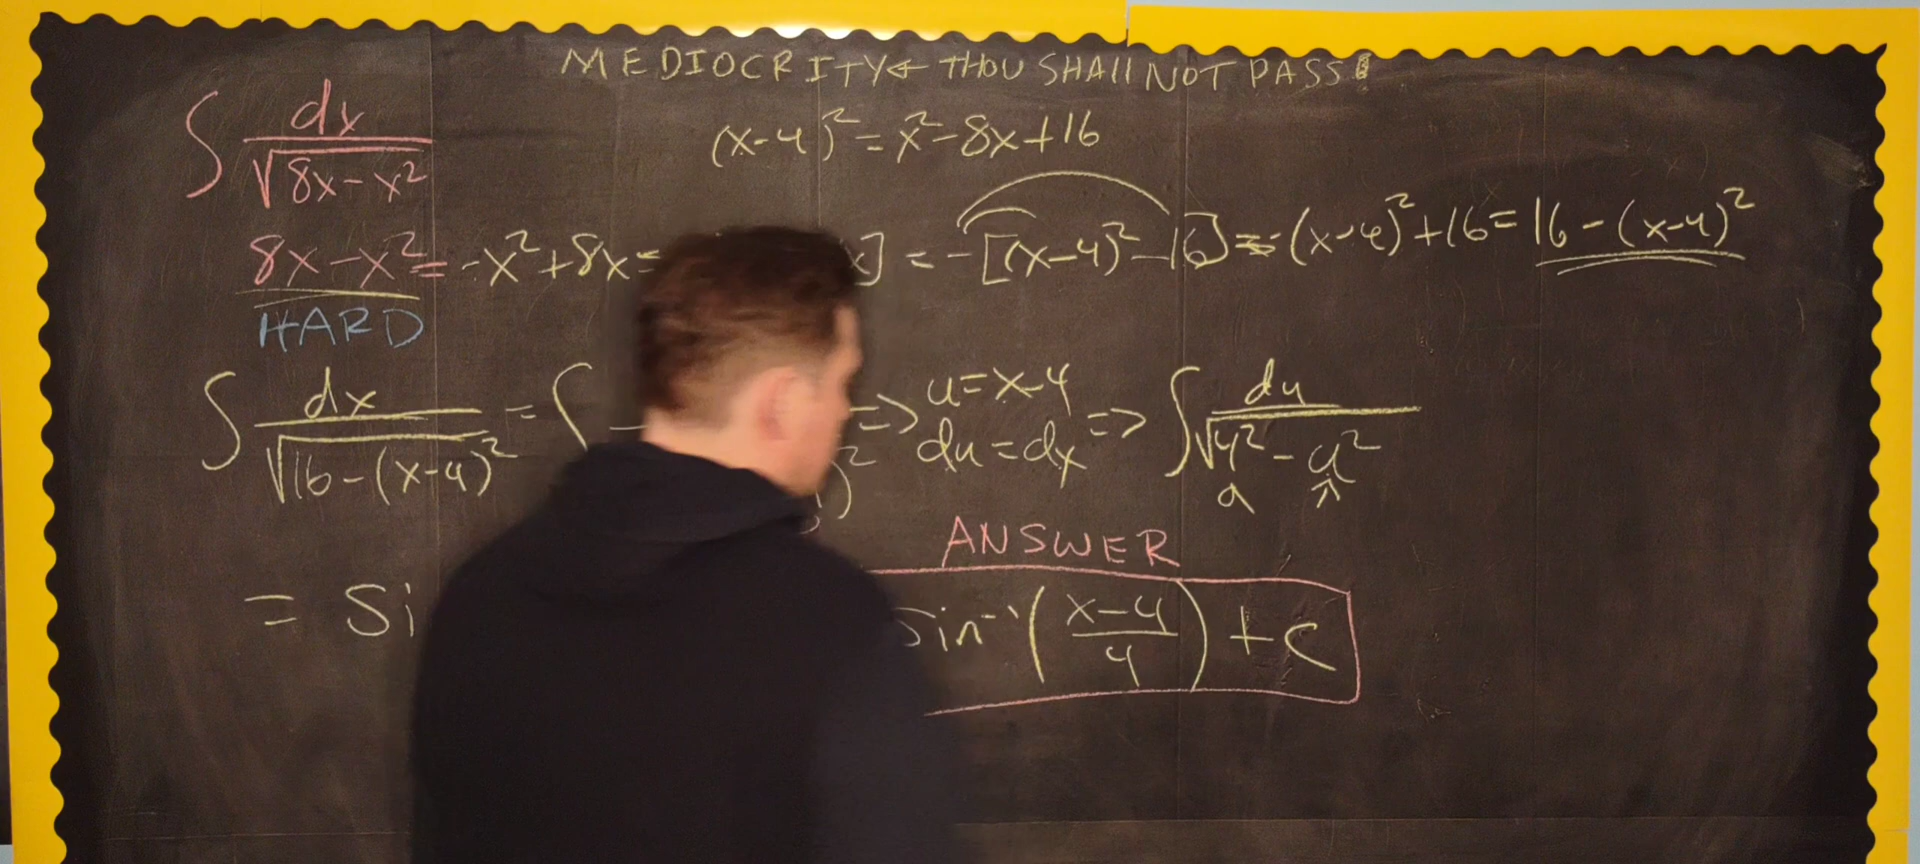 MEDIOCRITY← THOU SHALL NOT PASS!
∫ dx / √(8x-x²)
(x-4)² = x²-8x+16
8x-x² = -x²+8x = x] = -[(x-4)²-16] = -(x-4)²+16 = 16-(x-4)²
HARD
∫ dx / √(16-(x-4)²) = ∫ )² => u=x-4 du=dx => ∫ du / √(4²-u²)
a
ANSWER
= Si sin⁻¹((x-4)/4) + C